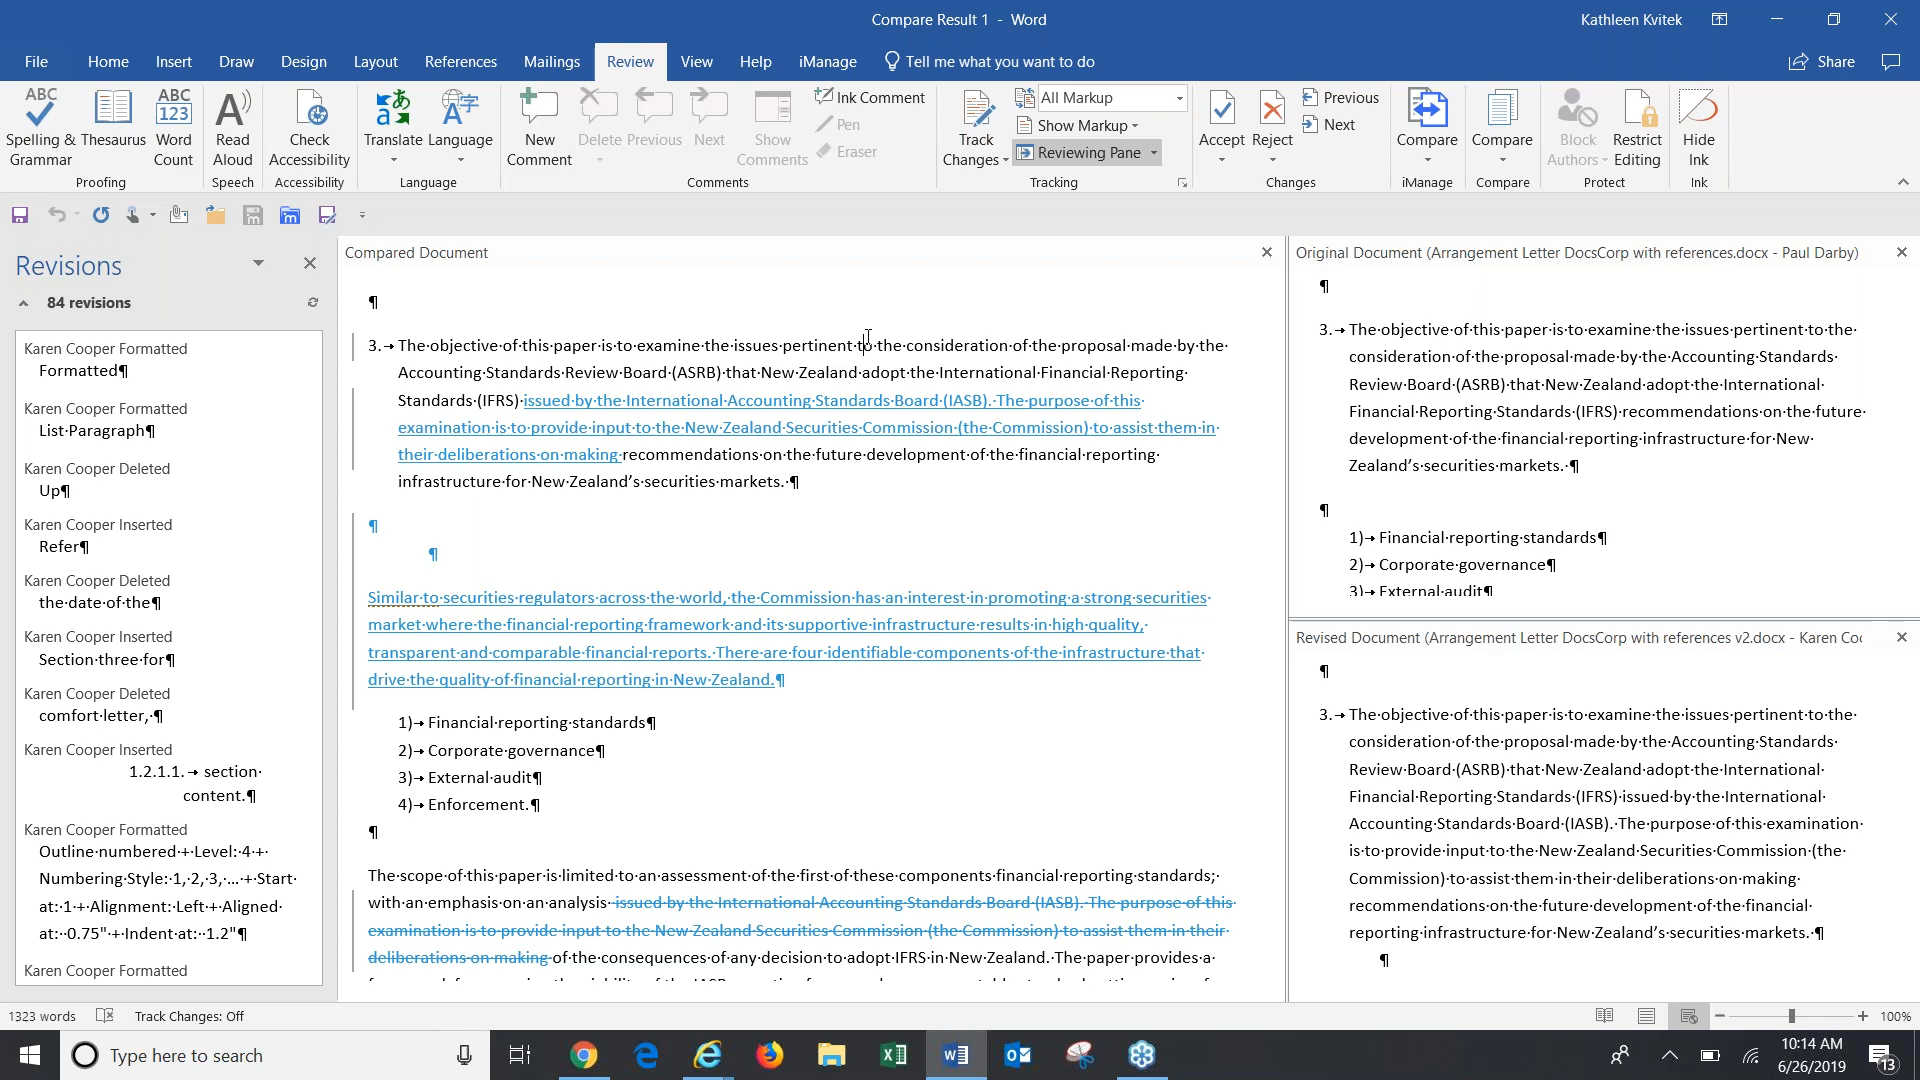 Compare Result 1 - Word
Kathleen Kvitek
File Home Insert Draw Design Layout References Mailings Review View Help iManage Tell me what you want to do
Share
ABC
Spelling & Grammar
Thesaurus
ABC 123
Word Count
Proofing
Read Aloud
Speech
Check Accessibility
Accessibility
Translate
Language
Language
New Comment
Delete
Previous
Next
Show Comments
Ink Comment
Pen
Eraser
Comments
Track Changes
All Markup
Show Markup
Reviewing Pane
Tracking
Accept
Reject
Previous
Next
Changes
Compare
iManage
Compare
Compare
Block Authors
Restrict Editing
Protect
Hide Ink
Ink
Revisions
84 revisions
Karen Cooper Formatted
Formatted¶
Karen Cooper Formatted
List·Paragraph¶
Karen Cooper Deleted
Up¶
Karen Cooper Inserted
Refer¶
Karen Cooper Deleted
the·date·of·the¶
Karen Cooper Inserted
Section·three·for¶
Karen Cooper Deleted
comfort·letter,·¶
Karen Cooper Inserted
1.2.1.1.→section·
content.¶
Karen Cooper Formatted
Outline·numbered·+·Level:·4·+·
Numbering·Style:·1,·2,·3,·…·+·Start·
at:·1·+·Alignment:·Left·+·Aligned·
at:··0.75"·+·Indent·at:··1.2"¶
Karen Cooper Formatted
Compared Document
¶
3.→The·objective·of·this·paper·is·to·examine·the·issues·pertinent·to·the·consideration·of·the·proposal·made·by·the·
Accounting·Standards·Review·Board·(ASRB)·that·New·Zealand·adopt·the·International·Financial·Reporting·
Standards·(IFRS)·issued·by·the·International·Accounting·Standards·Board·(IASB).·The·purpose·of·this·
examination·is·to·provide·input·to·the·New·Zealand·Securities·Commission·(the·Commission)·to·assist·them·in·
their·deliberations·on·making·recommendations·on·the·future·development·of·the·financial·reporting·
infrastructure·for·New·Zealand's·securities·markets.·¶
¶
¶
Similar·to·securities·regulators·across·the·world,·the·Commission·has·an·interest·in·promoting·a·strong·securities·
market·where·the·financial·reporting·framework·and·its·supportive·infrastructure·results·in·high·quality,·
transparent·and·comparable·financial·reports.·There·are·four·identifiable·components·of·the·infrastructure·that·
drive·the·quality·of·financial·reporting·in·New·Zealand.¶
1)→Financial·reporting·standards¶
2)→Corporate·governance¶
3)→External·audit¶
4)→Enforcement.¶
¶
The·scope·of·this·paper·is·limited·to·an·assessment·of·the·first·of·these·components·financial·reporting·standards;·
with·an·emphasis·on·an·analysis·issued·by·the·International·Accounting·Standards·Board·(IASB).·The·purpose·of·this·
examination·is·to·provide·input·to·the·New·Zealand·Securities·Commission·(the·Commission)·to·assist·them·in·their·
deliberations·on·making·of·the·consequences·of·any·decision·to·adopt·IFRS·in·New·Zealand.·The·paper·provides·a·
Original Document (Arrangement Letter DocsCorp with references.docx - Paul Darby)
¶
3.→The·objective·of·this·paper·is·to·examine·the·issues·pertinent·to·the·
consideration·of·the·proposal·made·by·the·Accounting·Standards·
Review·Board·(ASRB)·that·New·Zealand·adopt·the·International·
Financial·Reporting·Standards·(IFRS)·recommendations·on·the·future·
development·of·the·financial·reporting·infrastructure·for·New·
Zealand's·securities·markets.·¶
¶
1)→Financial·reporting·standards¶
2)→Corporate·governance¶
3)→External·audit¶
Revised Document (Arrangement Letter DocsCorp with references v2.docx - Karen Coo
¶
3.→The·objective·of·this·paper·is·to·examine·the·issues·pertinent·to·the·
consideration·of·the·proposal·made·by·the·Accounting·Standards·
Review·Board·(ASRB)·that·New·Zealand·adopt·the·International·
Financial·Reporting·Standards·(IFRS)·issued·by·the·International·
Accounting·Standards·Board·(IASB).·The·purpose·of·this·examination·
is·to·provide·input·to·the·New·Zealand·Securities·Commission·(the·
Commission)·to·assist·them·in·their·deliberations·on·making·
recommendations·on·the·future·development·of·the·financial·
reporting·infrastructure·for·New·Zealand's·securities·markets.·¶
¶
1323 words
Track Changes: Off
100%
Type here to search
10:14 AM
6/26/2019
13